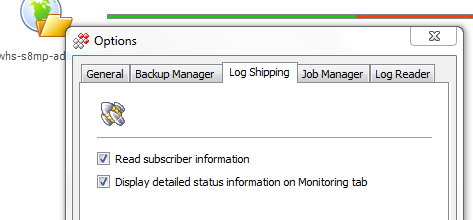 Options
whs-s8mp-ad
General Backup Manager Log Shipping Job Manager Log Reader
Read subscriber information
Display detailed status information on Monitoring tab